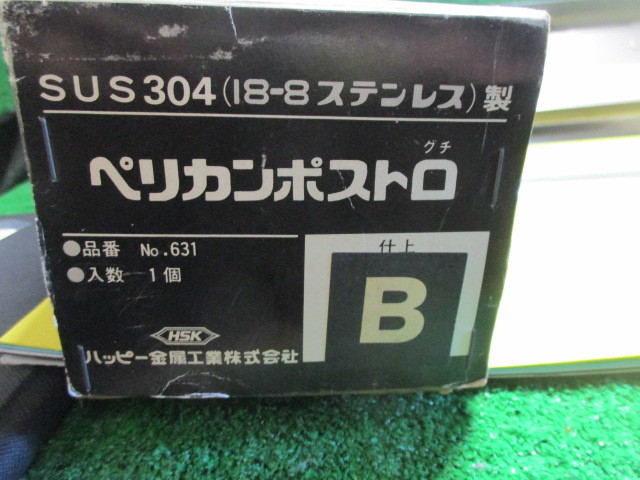 SUS304(18-8ステンレス)製
グチ
ペリカンポスト口
●品番 No.631
●入数 1個
仕上
B
HSK
ハッピー金属工業株式会社